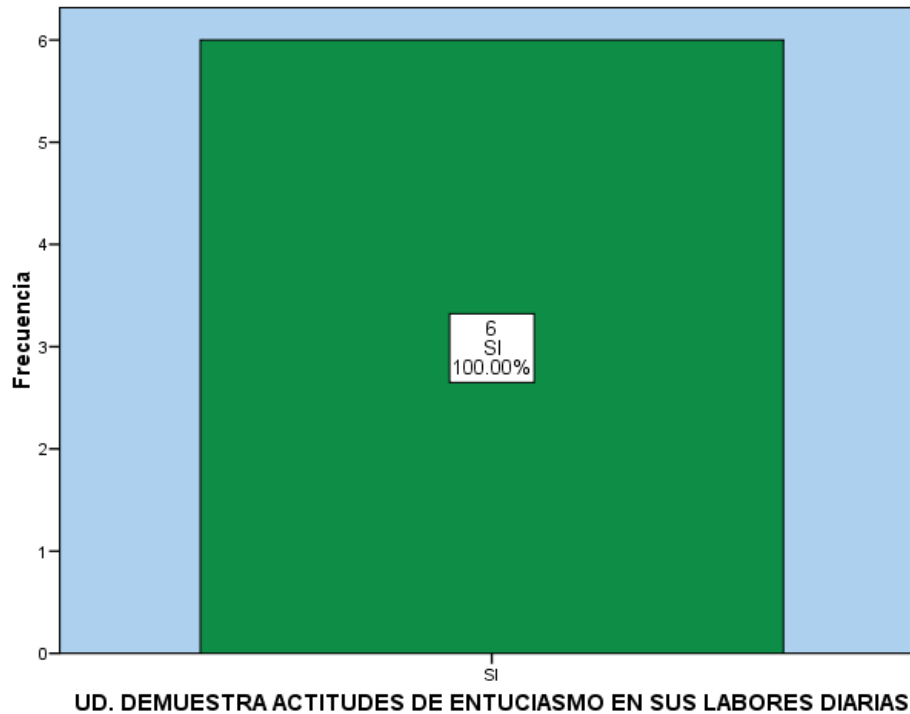 6
5
4
3
2
1
0
Frecuencia
6
SI
100.00%
SI
UD. DEMUESTRA ACTITUDES DE ENTUCIASMO EN SUS LABORES DIARIAS